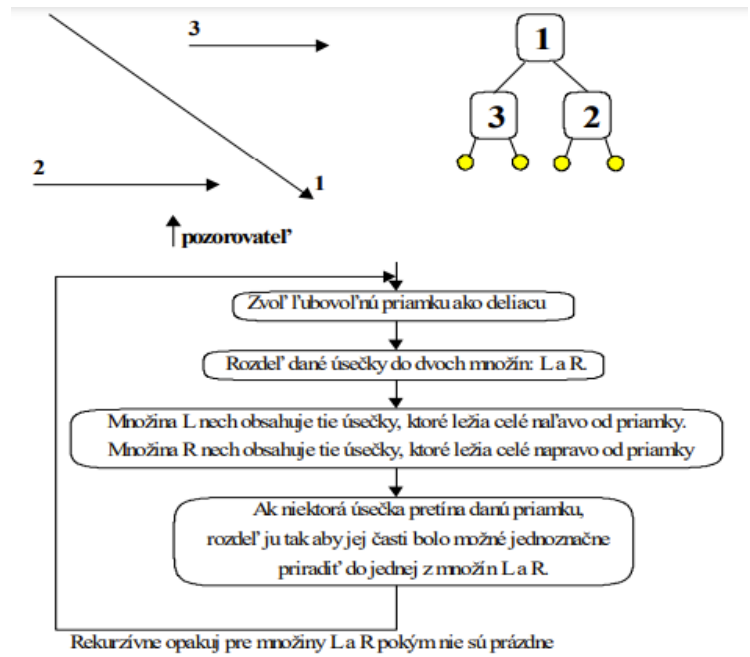 3
1
3
2
2
1
pozorovateľ
Zvoľ ľubovoľnú priamku ako deliacu
Rozdeľ dané úsečky do dvoch množín: L a R.
Množina L nech obsahuje tie úsečky, ktoré ležia celé naľavo od priamky.
Množina R nech obsahuje tie úsečky, ktoré ležia celé napravo od priamky
Ak niektorá úsečka pretína danú priamku,
rozdeľ ju tak aby jej časti bolo možné jednoznačne
priradiť do jednej z množín L a R.
Rekurzívne opakuj pre množiny L a R pokým nie sú prázdne